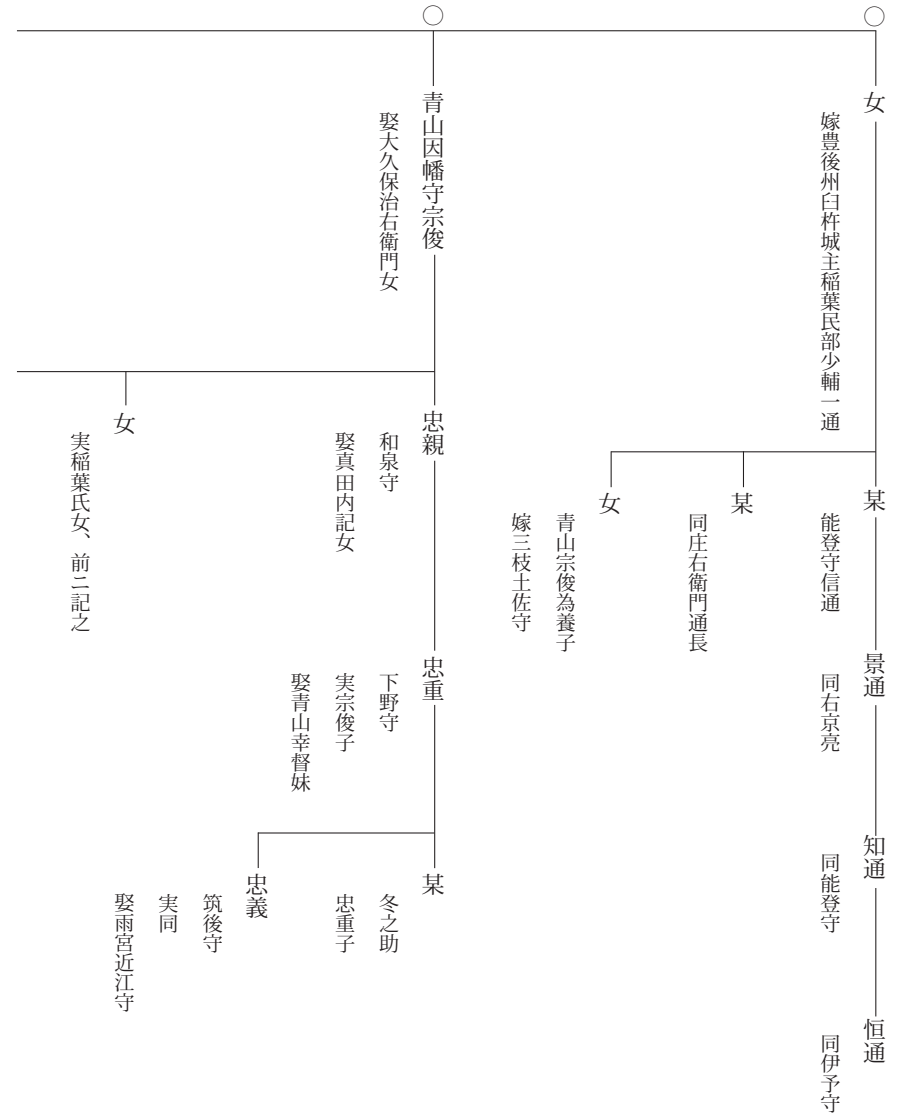 ○
女
嫁豊後州臼杵城主稲葉民部少輔一通
某
能登守信通
景通
同右京亮
知通
同能登守
恒通
同伊予守
某
同庄右衛門通長
女
青山宗俊為養子
嫁三枝土佐守
○
青山因幡守宗俊
娶大久保治右衛門女
忠親
和泉守
娶真田内記女
忠重
下野守
実宗俊子
娶青山幸督妹
某
冬之助
忠重子
忠義
筑後守
実同
娶雨宮近江守
女
実稲葉氏女、前ニ記之